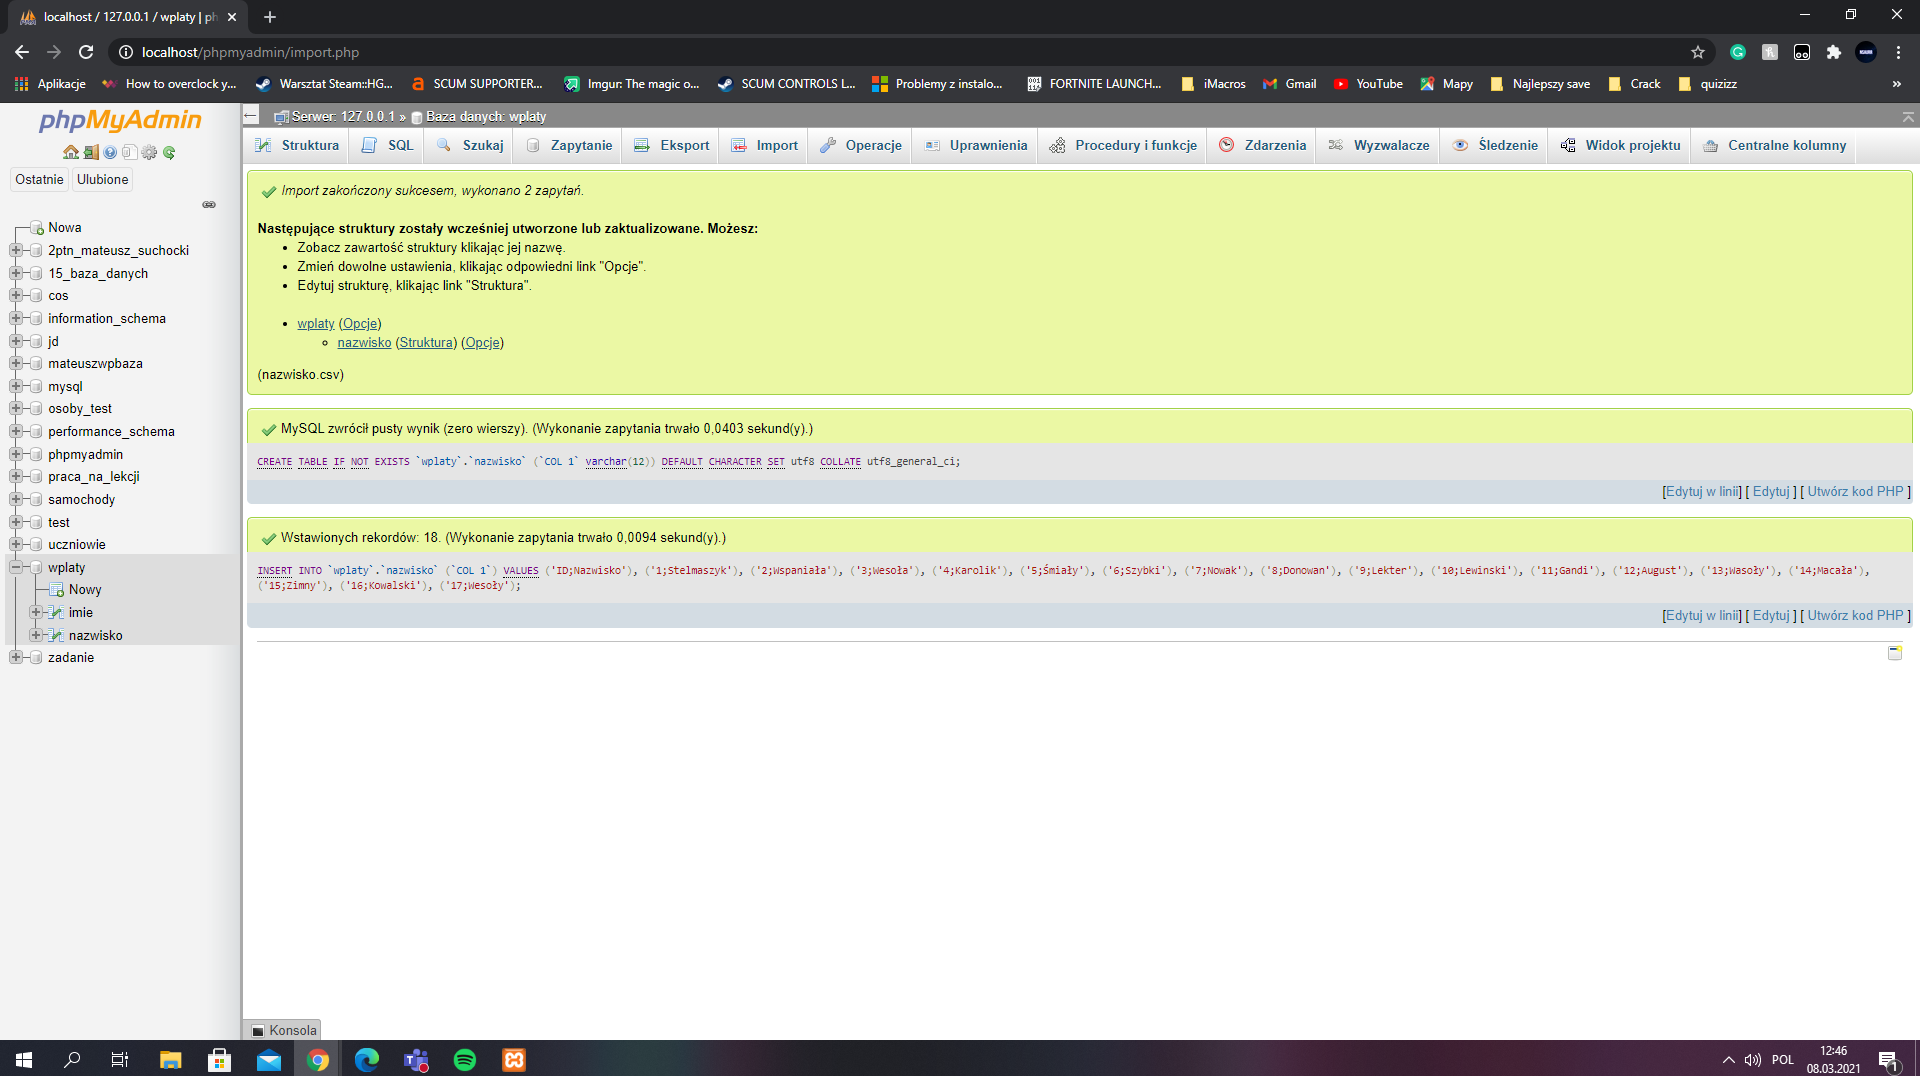 localhost / 127.0.0.1 / wplaty | ph
localhost/phpmyadmin/import.php
Aplikacje
How to overclock y...
Warsztat Steam::HG...
SCUM SUPPORTER...
Imgur: The magic o...
SCUM CONTROLS L...
Problemy z instalo...
FORTNITE LAUNCH...
iMacros
Gmail
YouTube
Mapy
Najlepszy save
Crack
quizizz
»
phpMyAdmin
Ostatnie
Ulubione
Nowa
2ptn_mateusz_suchocki
15_baza_danych
cos
information_schema
jd
mateuszwpbaza
mysql
osoby_test
performance_schema
phpmyadmin
praca_na_lekcji
samochody
test
uczniowie
wplaty
Nowy
imie
nazwisko
zadanie
Serwer: 127.0.0.1 » Baza danych: wplaty
Struktura
SQL
Szukaj
Zapytanie
Eksport
Import
Operacje
Uprawnienia
Procedury i funkcje
Zdarzenia
Wyzwalacze
Śledzenie
Widok projektu
Centralne kolumny
Import zakończony sukcesem, wykonano 2 zapytań.
Następujące struktury zostały wcześniej utworzone lub zaktualizowane. Możesz:
• Zobacz zawartość struktury klikając jej nazwę.
• Zmień dowolne ustawienia, klikając odpowiedni link "Opcje".
• Edytuj strukturę, klikając link "Struktura".
• wplaty (Opcje)
nazwisko (Struktura) (Opcje)
(nazwisko.csv)
MySQL zwrócił pusty wynik (zero wierszy). (Wykonanie zapytania trwało 0,0403 sekund(y).)
CREATE TABLE IF NOT EXISTS `wplaty`.`nazwisko` (`COL 1` varchar(12)) DEFAULT CHARACTER SET utf8 COLLATE utf8_general_ci;
[Edytuj w linii] [ Edytuj ] [ Utwórz kod PHP ]
Wstawionych rekordów: 18. (Wykonanie zapytania trwało 0,0094 sekund(y).)
INSERT INTO `wplaty`.`nazwisko` (`COL 1`) VALUES ('ID;Nazwisko'), ('1;Stelmaszyk'), ('2;Wspaniała'), ('3;Wesoła'), ('4;Karolik'), ('5;Śmiały'), ('6;Szybki'), ('7;Nowak'), ('8;Donowan'), ('9;Lekter'), ('10;Lewinski'), ('11;Gandi'), ('12;August'), ('13;Wasoły'), ('14;Macała'),
('15;Zimny'), ('16;Kowalski'), ('17;Wesoły');
[Edytuj w linii] [ Edytuj ] [ Utwórz kod PHP ]
Konsola
POL
12:46
08.03.2021
1